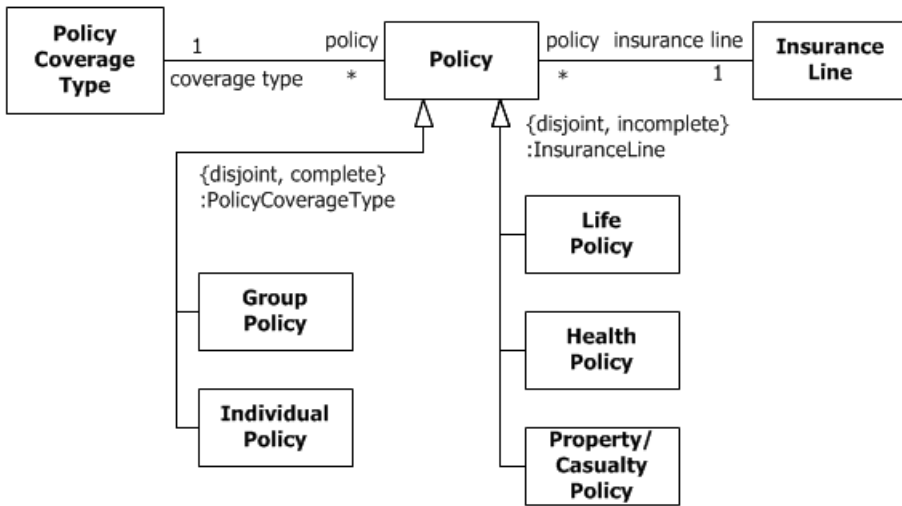 Policy
Coverage
Type
1
coverage type
policy
*
Policy
policy
*
insurance line
1
Insurance
Line
{disjoint, complete}
:PolicyCoverageType
{disjoint, incomplete}
:InsuranceLine
Group
Policy
Individual
Policy
Life
Policy
Health
Policy
Property/
Casualty
Policy